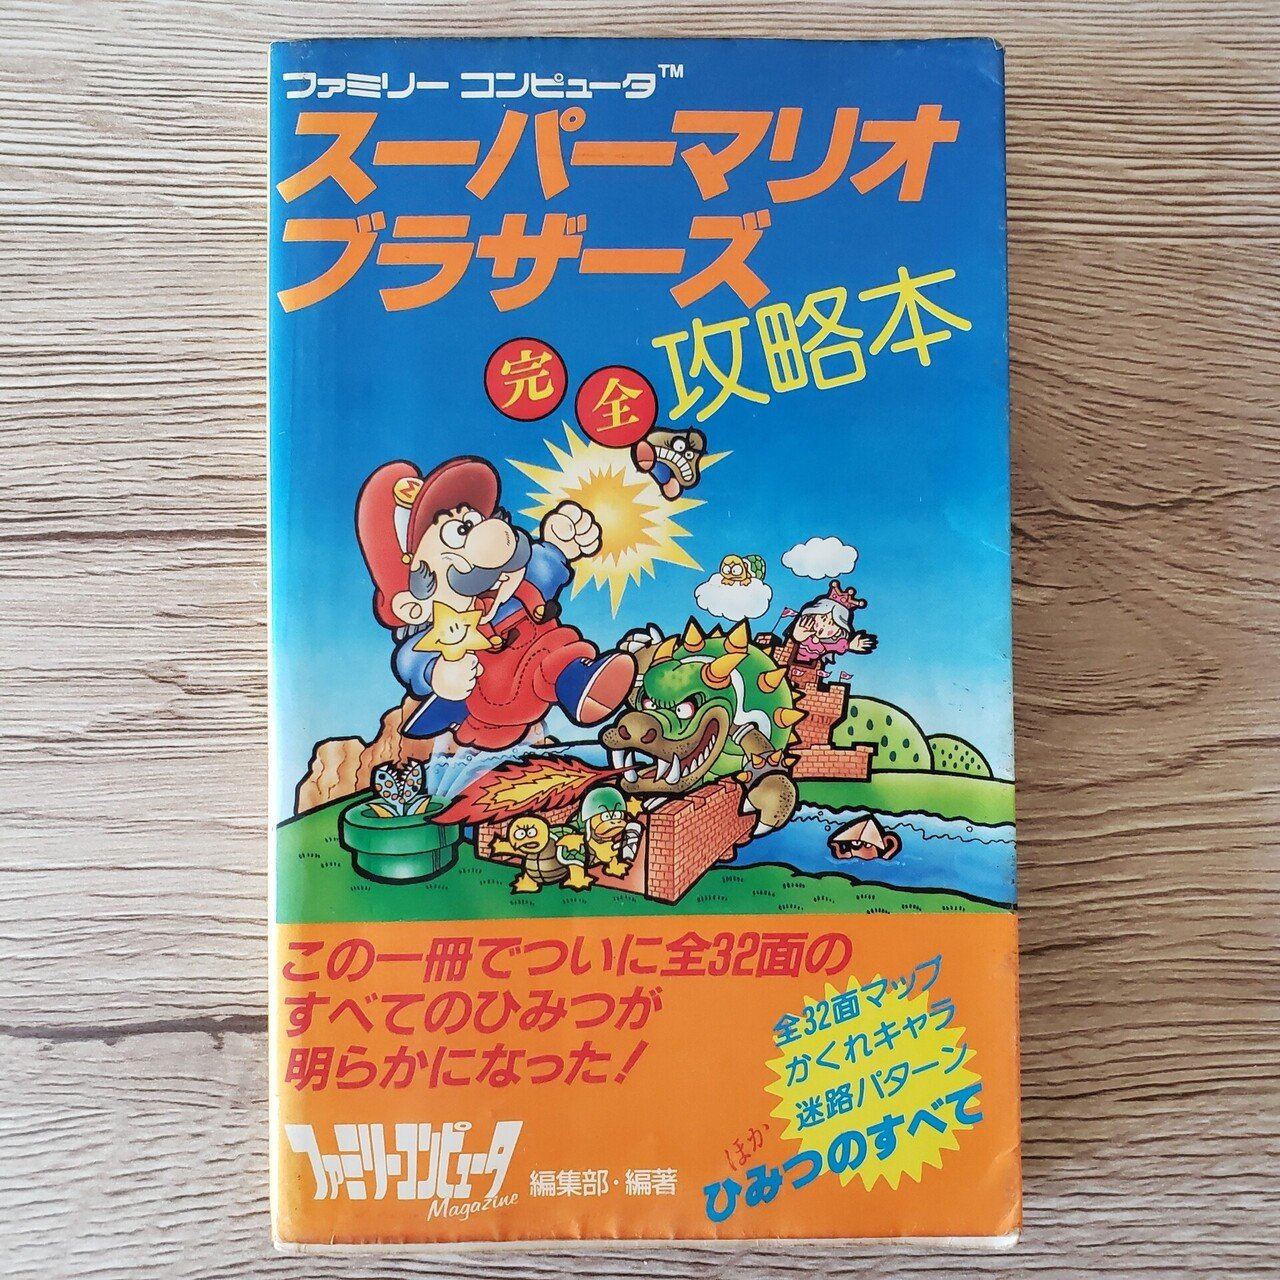 ファミリーコンピュータ™
スーパーマリオ
ブラザーズ
完全攻略本
M
この一冊でついに全32面の
すべてのひみつが
明らかになった!
全32面マップ
かくれキャラ
迷路パターン
ほか
ひみつのすべて
ファミリーコンピュータ
Magazine
編集部・編著